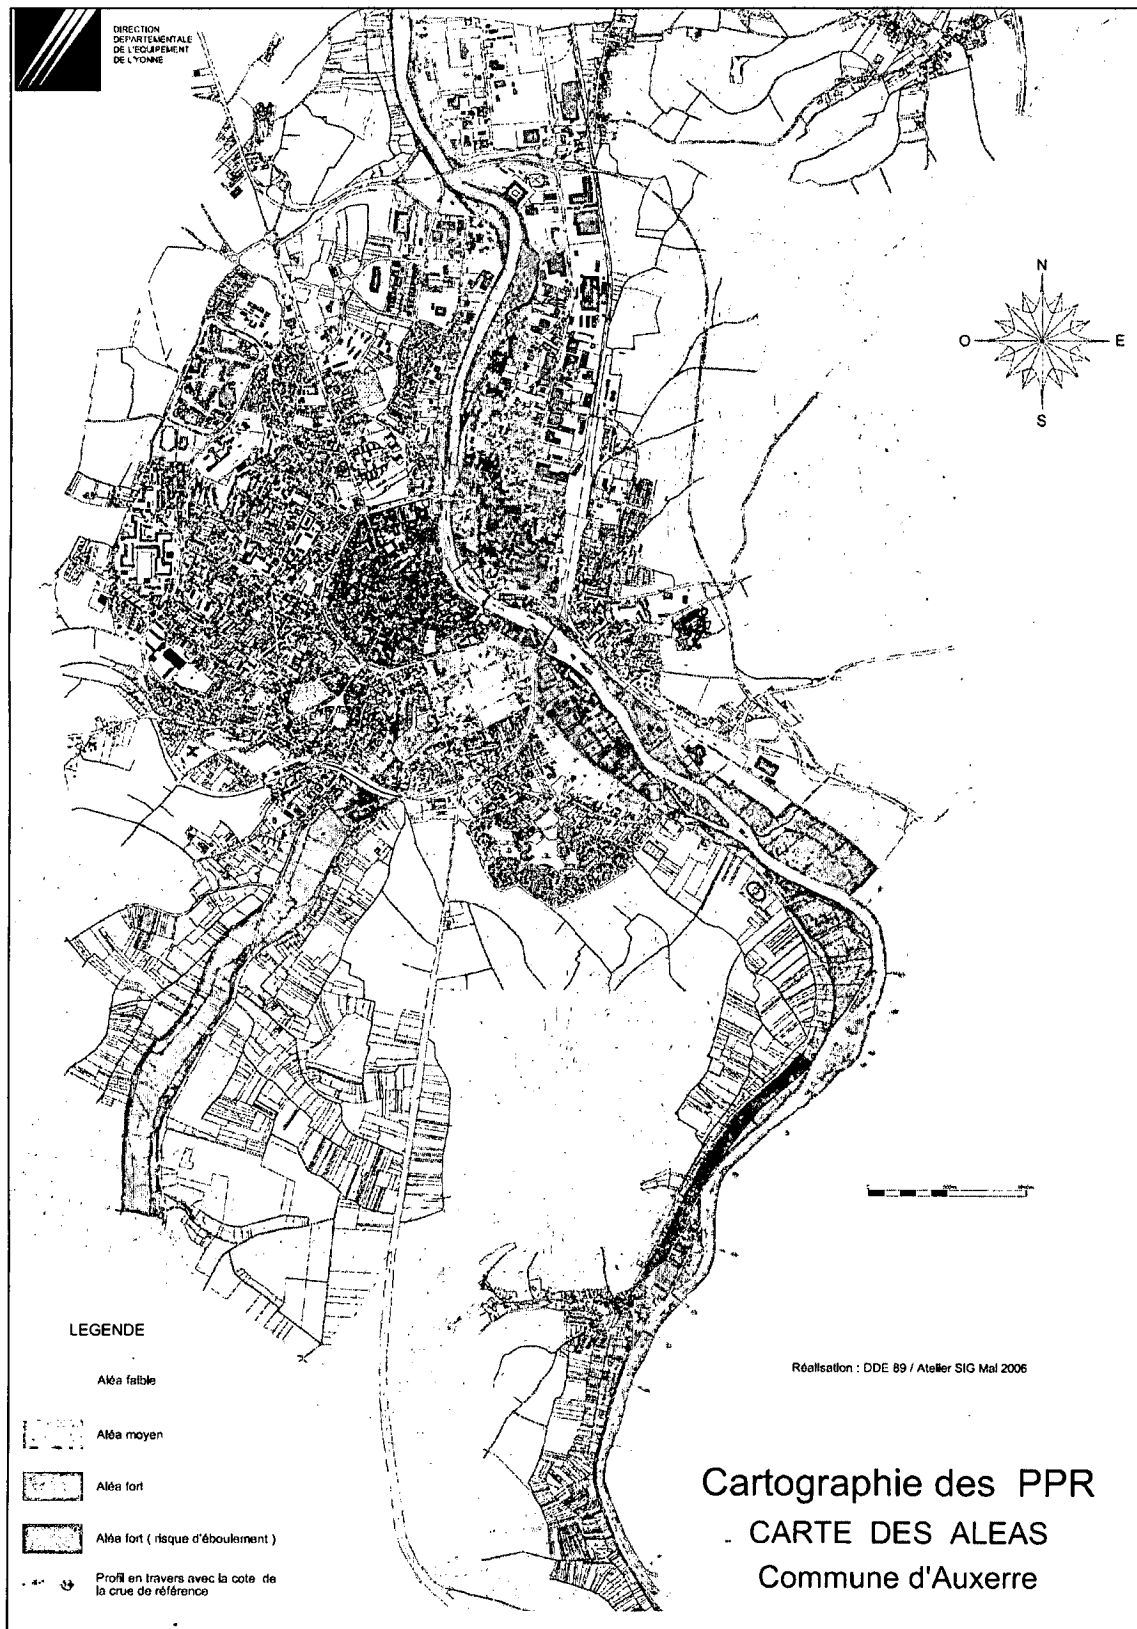 DIRECTION
DEPARTEMENTALE
DE L'EQUIPEMENT
DE L'YONNE
N
O
E
S
LEGENDE
Aléa faible
Aléa moyen
Aléa fort
Aléa fort ( risque d'éboulement )
Profil en travers avec la cote de
la crue de référence
Réalisation : DDE 89 / Atelier SIG Mai 2006
Cartographie des PPR
CARTE DES ALEAS
Commune d'Auxerre